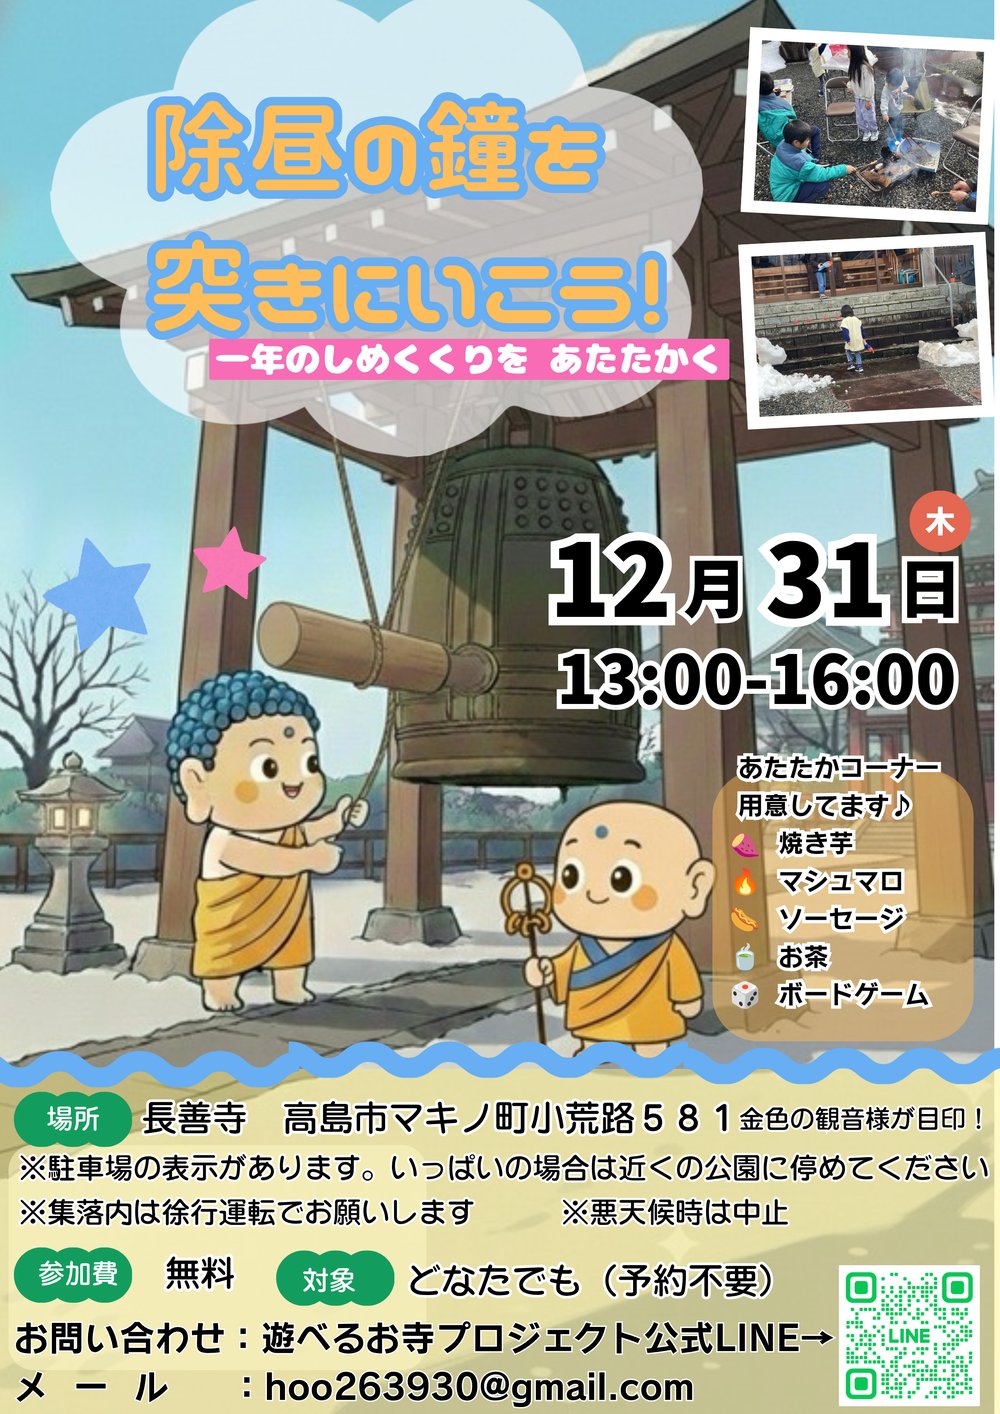 除昼の鐘を
突きにいこう!
一年のしめくくりを あたたかく
木
12月31日
13:00-16:00
あたたかコーナー
用意してます♪
焼き芋
マシュマロ
ソーセージ
お茶
ボードゲーム
場所 長善寺 高島市マキノ町小荒路５８１金色の観音様が目印！
※駐車場の表示があります。いっぱいの場合は近くの公園に停めてください
※集落内は徐行運転でお願いします ※悪天候時は中止
参加費 無料 対象 どなたでも（予約不要）
お問い合わせ：遊べるお寺プロジェクト公式LINE→
LINE
メール ：hoo263930@gmail.com